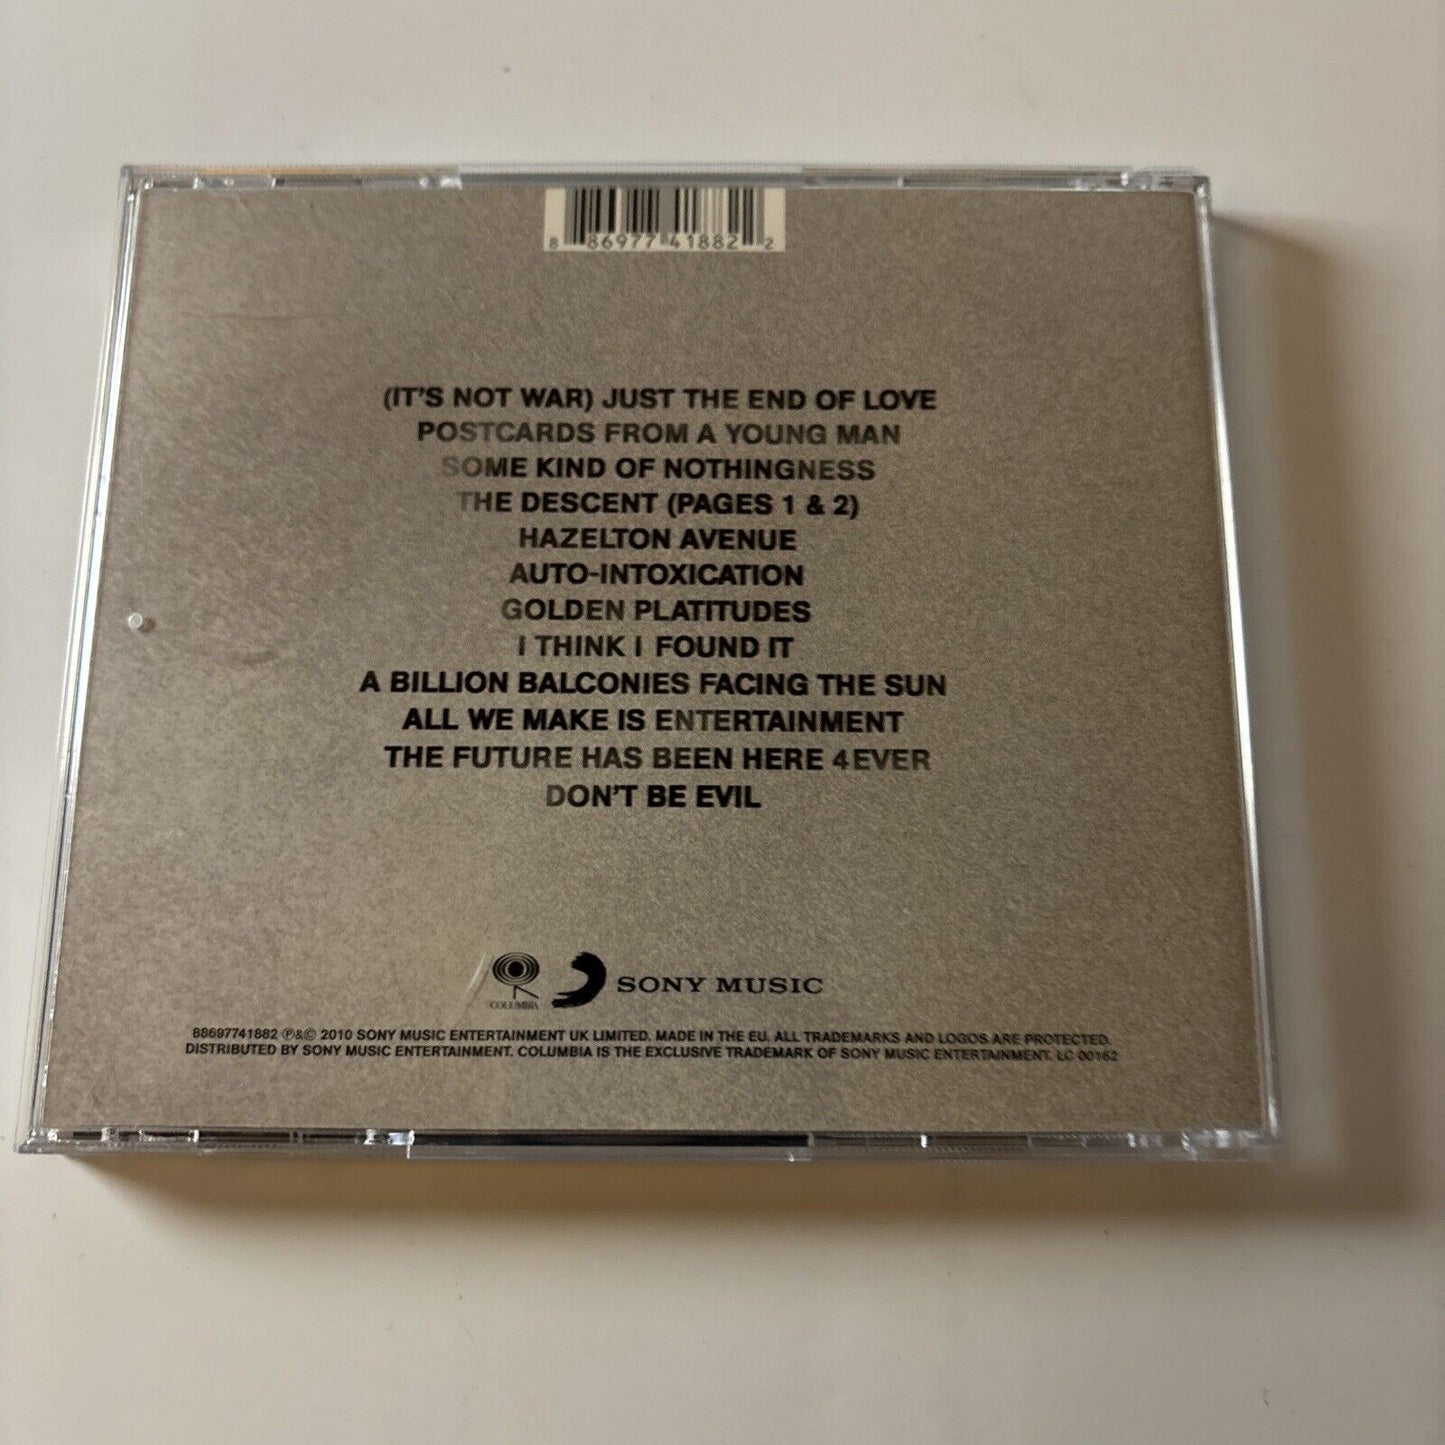 8 86977 41882 2
(IT'S NOT WAR) JUST THE END OF LOVE
POSTCARDS FROM A YOUNG MAN
SOME KIND OF NOTHINGNESS
THE DESCENT (PAGES 1 & 2)
HAZELTON AVENUE
AUTO-INTOXICATION
GOLDEN PLATITUDES
I THINK I FOUND IT
A BILLION BALCONIES FACING THE SUN
ALL WE MAKE IS ENTERTAINMENT
THE FUTURE HAS BEEN HERE 4EVER
DON'T BE EVIL
COLUMBIA SONY MUSIC
88697741882 ℗&© 2010 SONY MUSIC ENTERTAINMENT UK LIMITED. MADE IN THE EU. ALL TRADEMARKS AND LOGOS ARE PROTECTED.
DISTRIBUTED BY SONY MUSIC ENTERTAINMENT. COLUMBIA IS THE EXCLUSIVE TRADEMARK OF SONY MUSIC ENTERTAINMENT. LC 00162